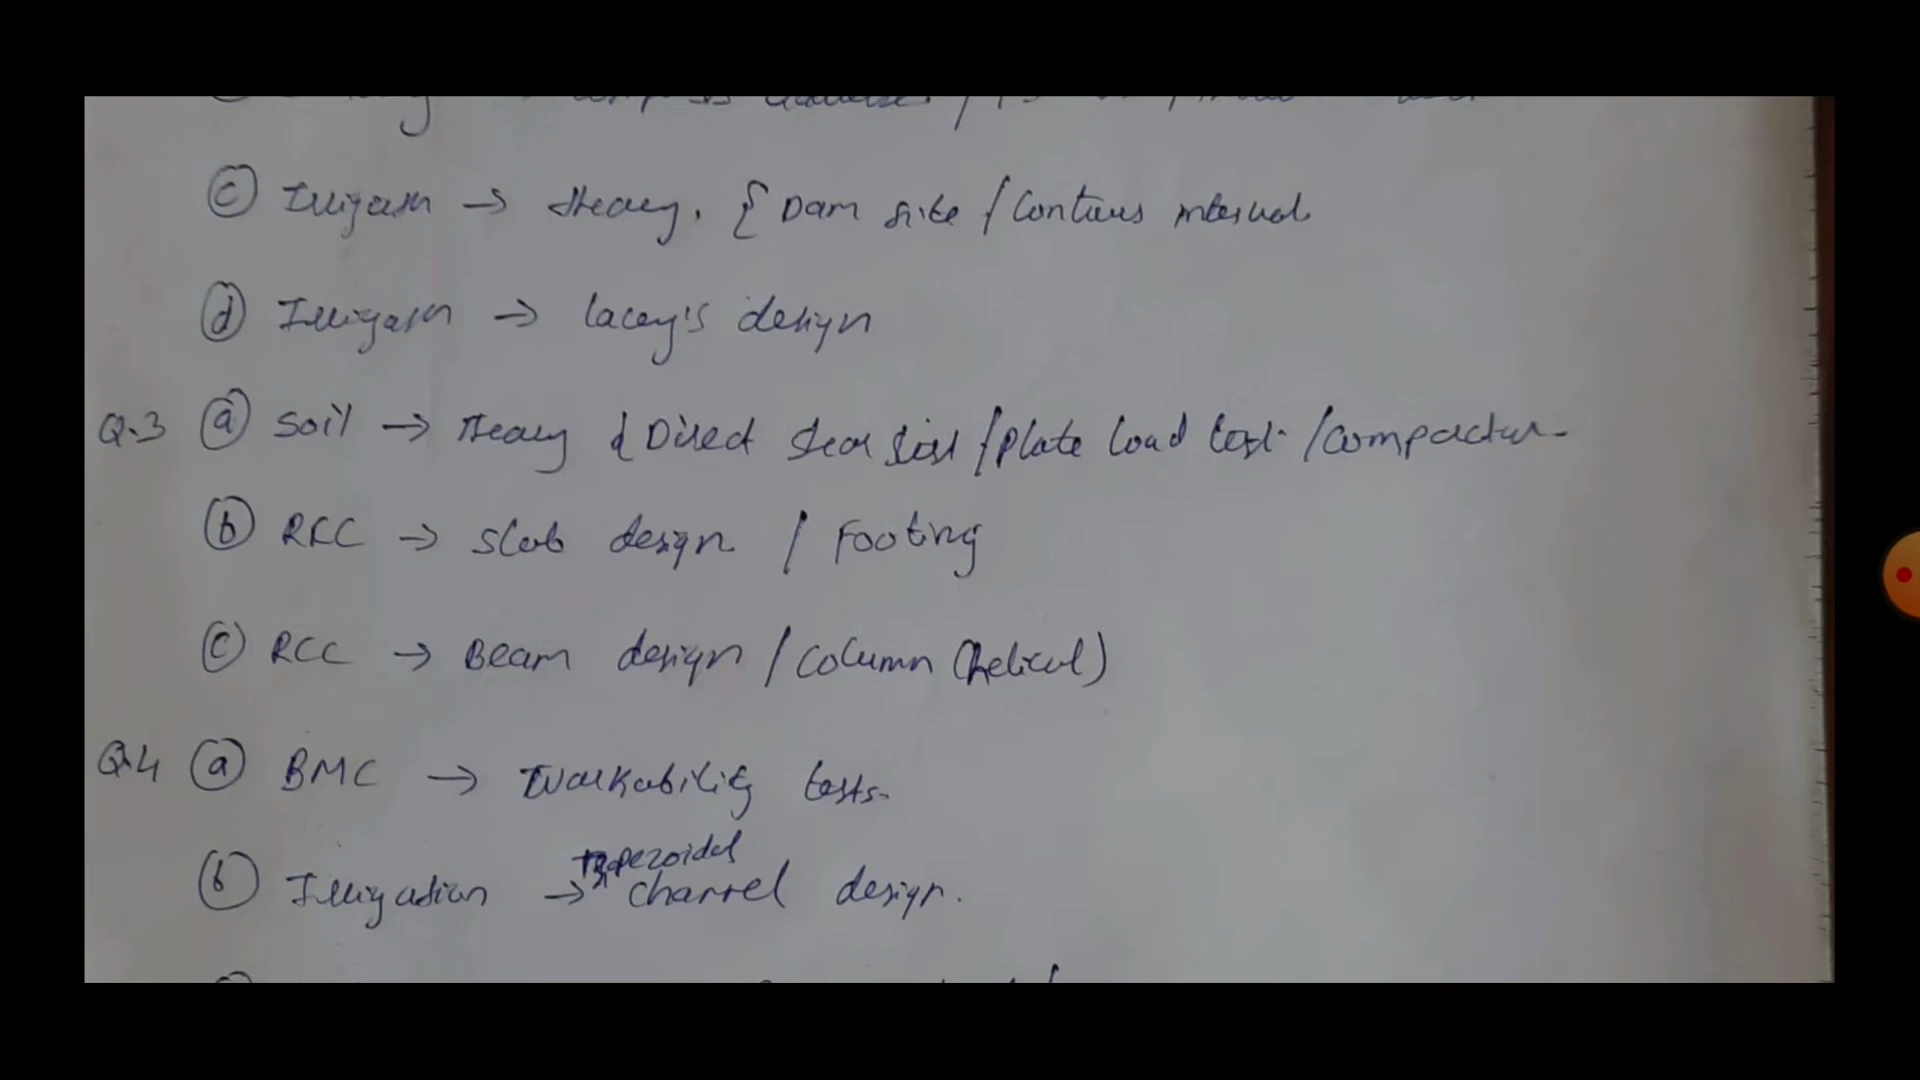 (c) Irrigation → Theory. { Dam site / Contours interval
(d) Irrigation → Lacey's design
Q.3 (a) Soil → Theory { Direct shear test / Plate load test / compaction
(b) RCC → Slab design / Footing
(c) RCC → Beam design / Column (helical)
Q.4 (a) BMC → Workability tests.
trapezoidal
(b) Irrigation → channel design.